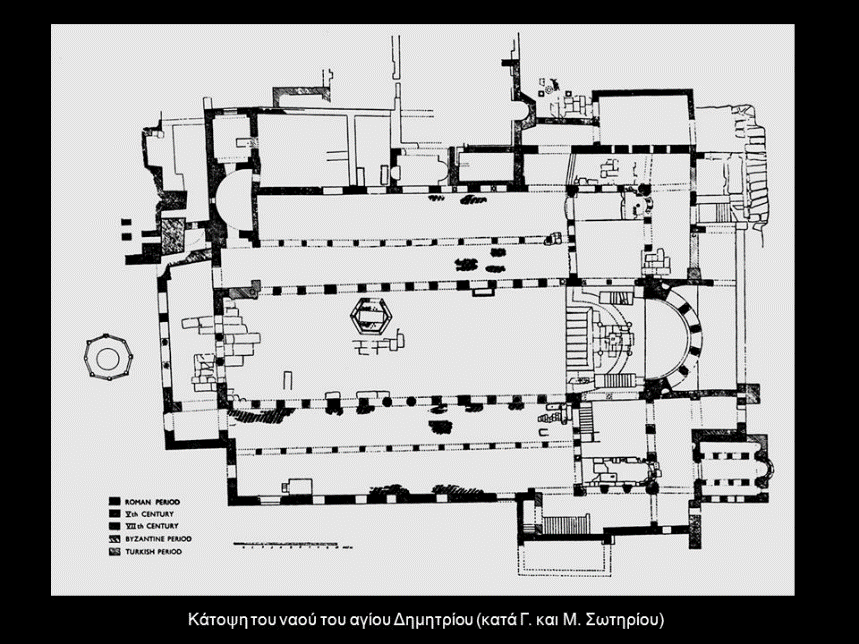 ROMAN PERIOD
Vth CENTURY
VIIth CENTURY
BYZANTINE PERIOD
TURKISH PERIOD
Κάτοψη του ναού του αγίου Δημητρίου (κατά Γ. και Μ. Σωτηρίου)